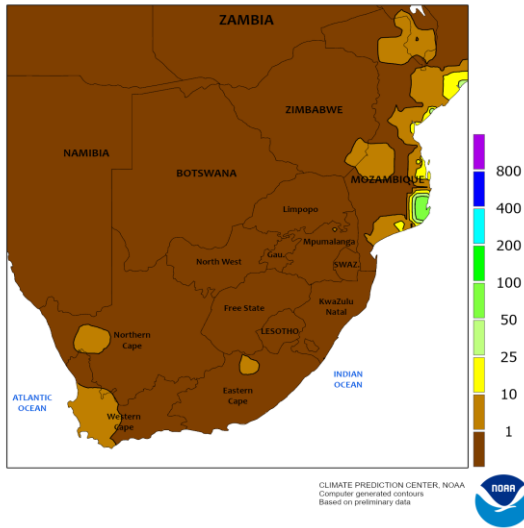 ZAMBIA
ZIMBABWE
NAMIBIA
BOTSWANA
MOZAMBIQUE
Limpopo
Mpumalanga
Gau.
North West
SWAZ.
Free State
KwaZulu
Natal
LESOTHO
Northern
Cape
Eastern
Cape
Western
Cape
ATLANTIC
OCEAN
INDIAN
OCEAN
800
400
200
100
50
25
10
1
CLIMATE PREDICTION CENTER, NOAA
Computer generated contours
Based on preliminary data
NOAA